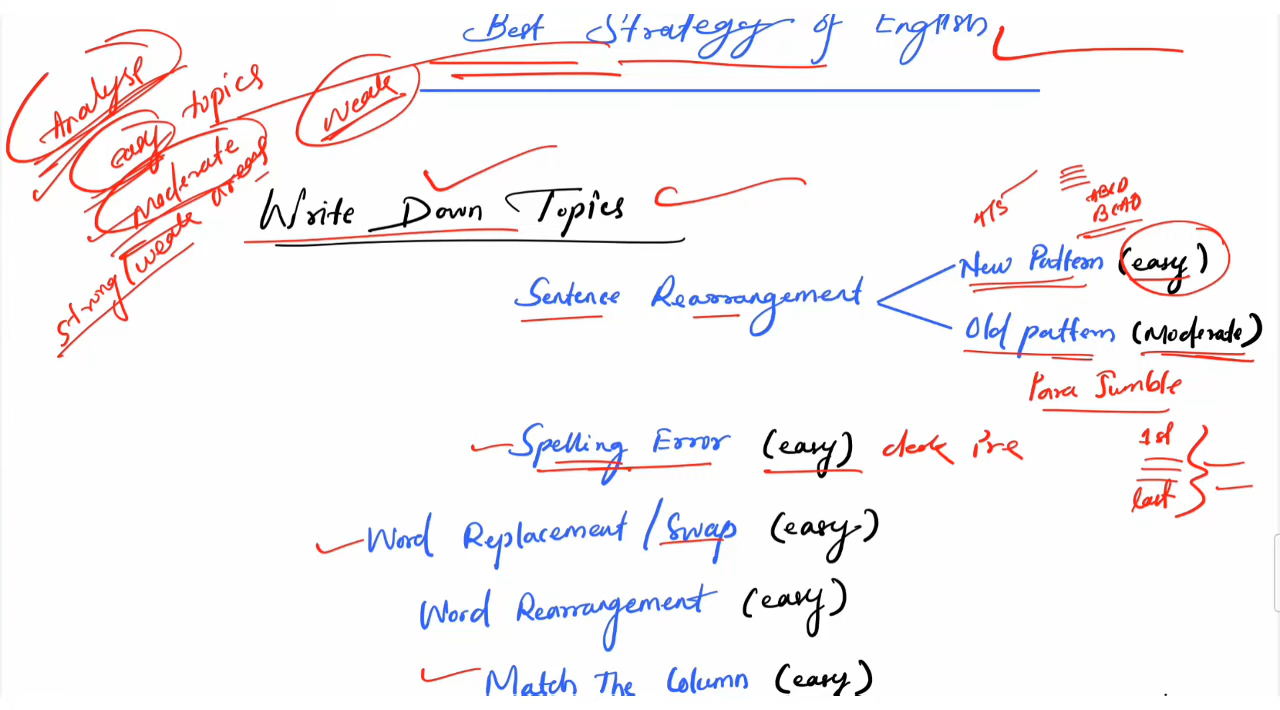 Best Strategy of English
Analyse
easy topics
Moderate
strong/weak areas
weak
Write Down Topics
4/5
ABCD
BCAD
Sentence Rearrangement
New Pattern (easy)
Old pattern (Moderate)
Para Jumble
1st
last
Spelling Error (easy) clerk Pre
Word Replacement/Swap (easy)
Word Rearrangement (easy)
Match The Column (easy)